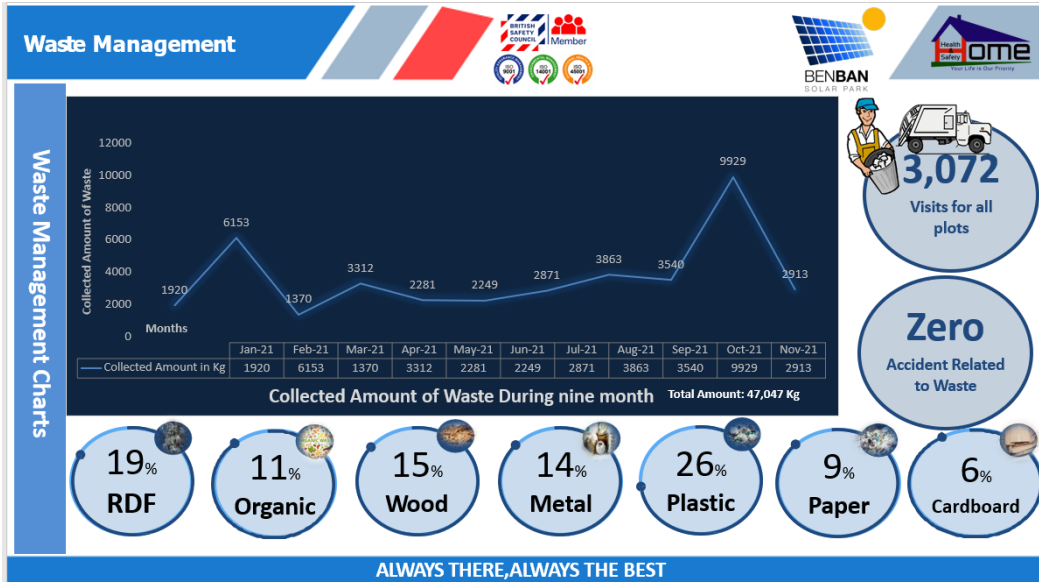 Waste Management
BRITISH
SAFETY
COUNCIL
Member
ISO
9001
ISO
14001
ISO
45001
BENBAN
SOLAR PARK
Health &
Safety
Home
Your Life is Our Priority
Waste Management Charts
Collected Amount of Waste
12000
10000
8000
6000
4000
2000
0
1920
6153
1370
3312
2281
2249
2871
3863
3540
9929
2913
Months
Jan-21 Feb-21 Mar-21 Apr-21 May-21 Jun-21 Jul-21 Aug-21 Sep-21 Oct-21 Nov-21
Collected Amount in Kg 1920 6153 1370 3312 2281 2249 2871 3863 3540 9929 2913
Collected Amount of Waste During nine month Total Amount: 47,047 Kg
3,072
Visits for all
plots
Zero
Accident Related
to Waste
19%
RDF
11%
Organic
15%
Wood
14%
Metal
26%
Plastic
9%
Paper
6%
Cardboard
ALWAYS THERE,ALWAYS THE BEST